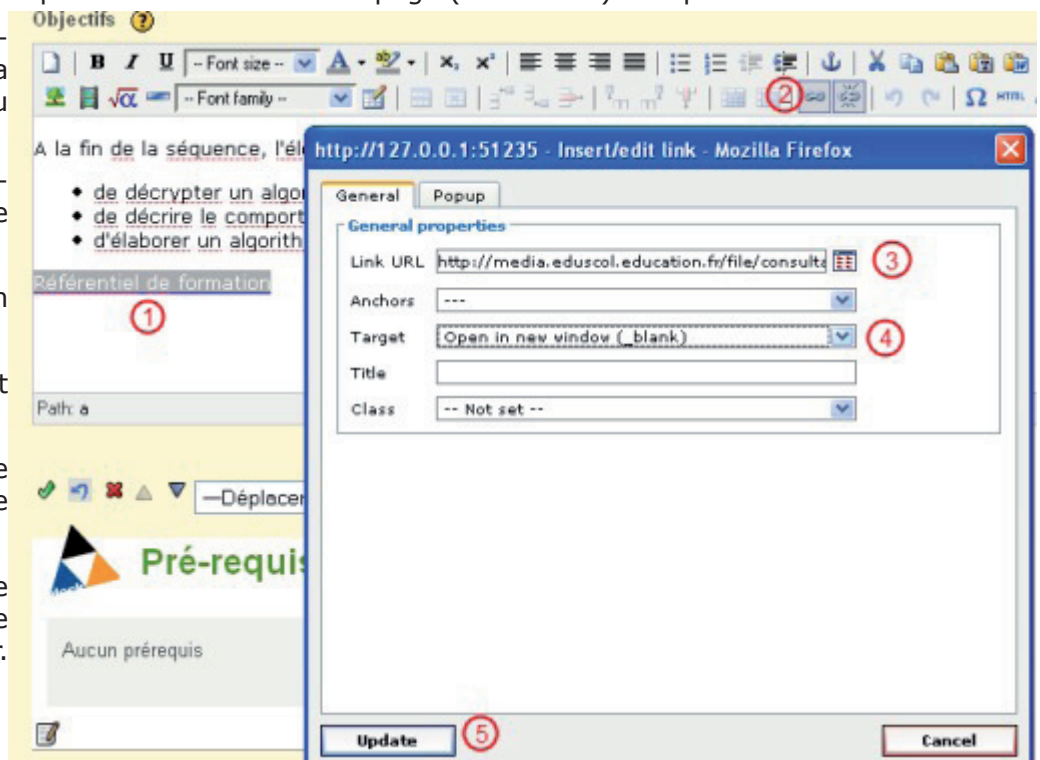 Objectifs ?
B I U -- Font size -- A
-- Font family -- 2 Ω HTML
A la fin de la séquence, l'élè
http://127.0.0.1:51235 - Insert/edit link - Mozilla Firefox
de décrypter un algor
de décrire le comport
d'élaborer un algorith
Référentiel de formation
1
General Popup
General properties
Link URL http://media.eduscol.education.fr/file/consulta 3
Anchors ---
Target Open in new window (_blank) 4
Title
Class -- Not set --
Path: a
—Déplacer
Pré-requis
Aucun prérequis
Update 5 Cancel